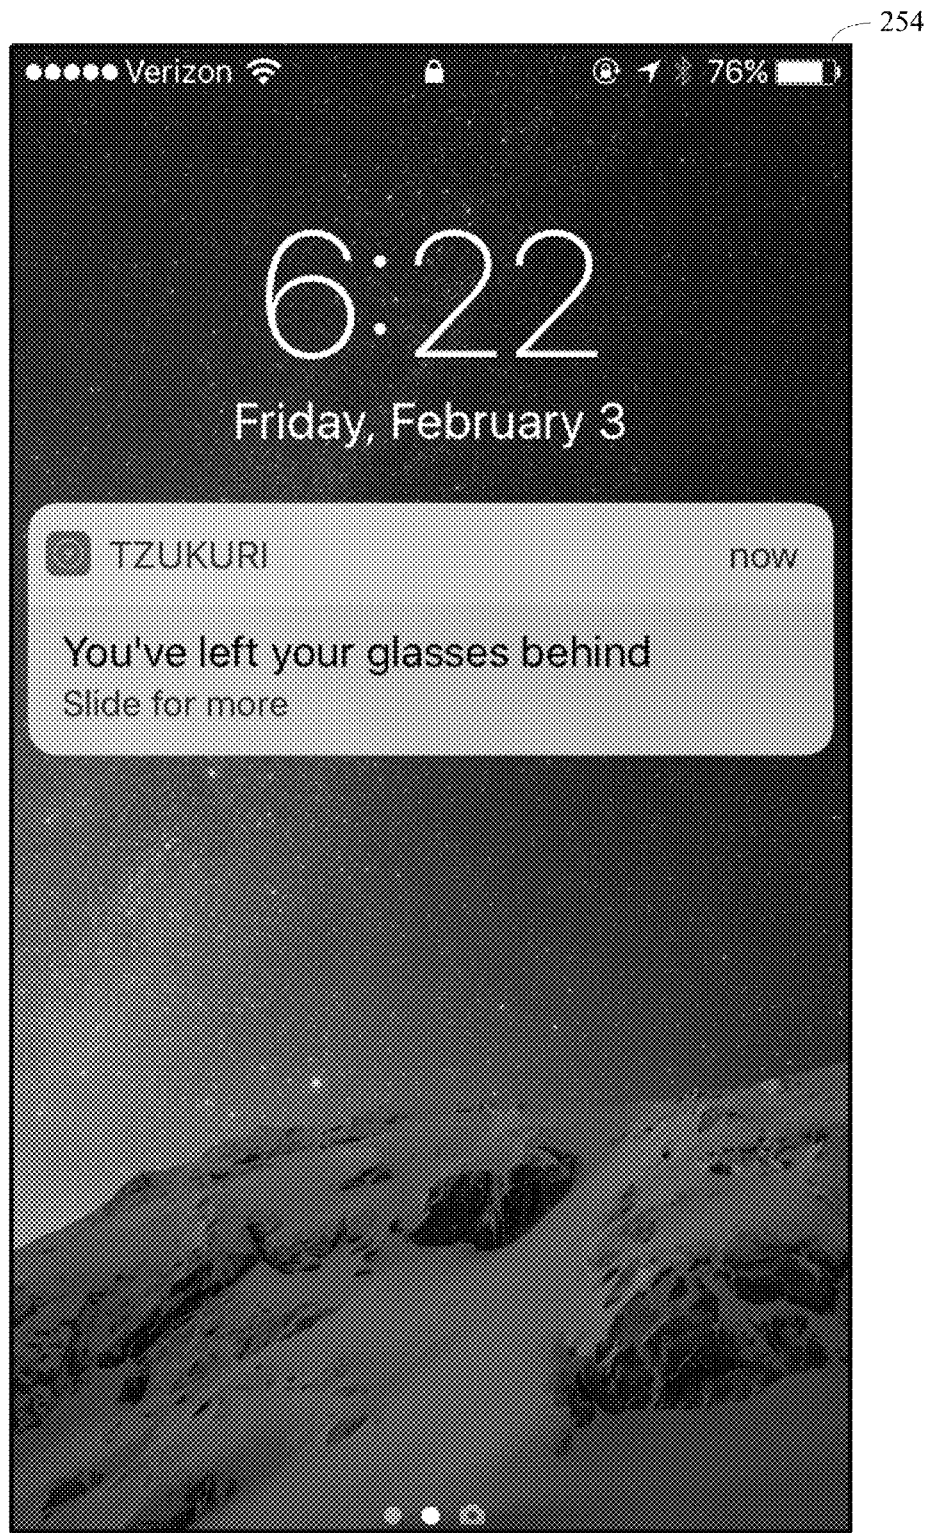 254
Verizon 76%
6:22
Friday, February 3
TZUKURI now
You've left your glasses behind
Slide for more